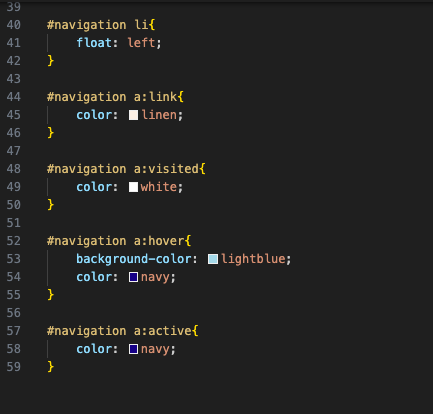 39
40 #navigation li{
41     float: left;
42 }
43
44 #navigation a:link{
45     color: linen;
46 }
47
48 #navigation a:visited{
49     color: white;
50 }
51
52 #navigation a:hover{
53     background-color: lightblue;
54     color: navy;
55 }
56
57 #navigation a:active{
58     color: navy;
59 }